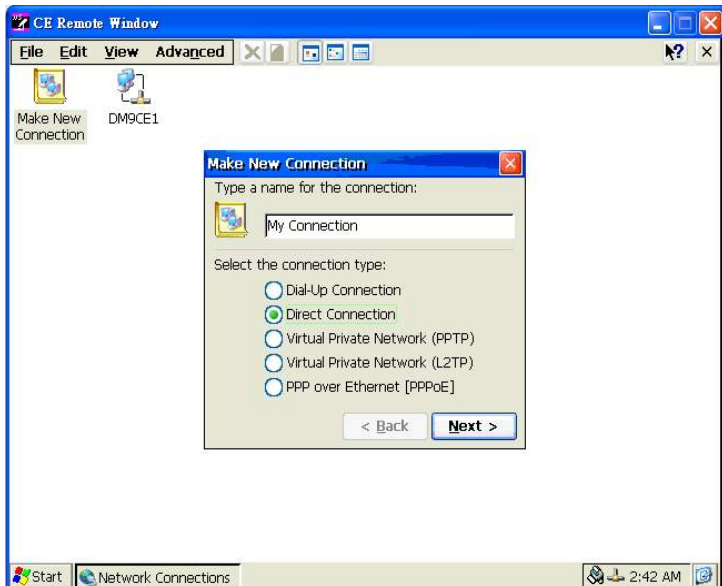 CE Remote Window
File Edit View Advanced
Make New Connection
DM9CE1
Make New Connection
Type a name for the connection:
My Connection
Select the connection type:
Dial-Up Connection
Direct Connection
Virtual Private Network (PPTP)
Virtual Private Network (L2TP)
PPP over Ethernet [PPPoE]
< Back Next >
Start Network Connections 2:42 AM